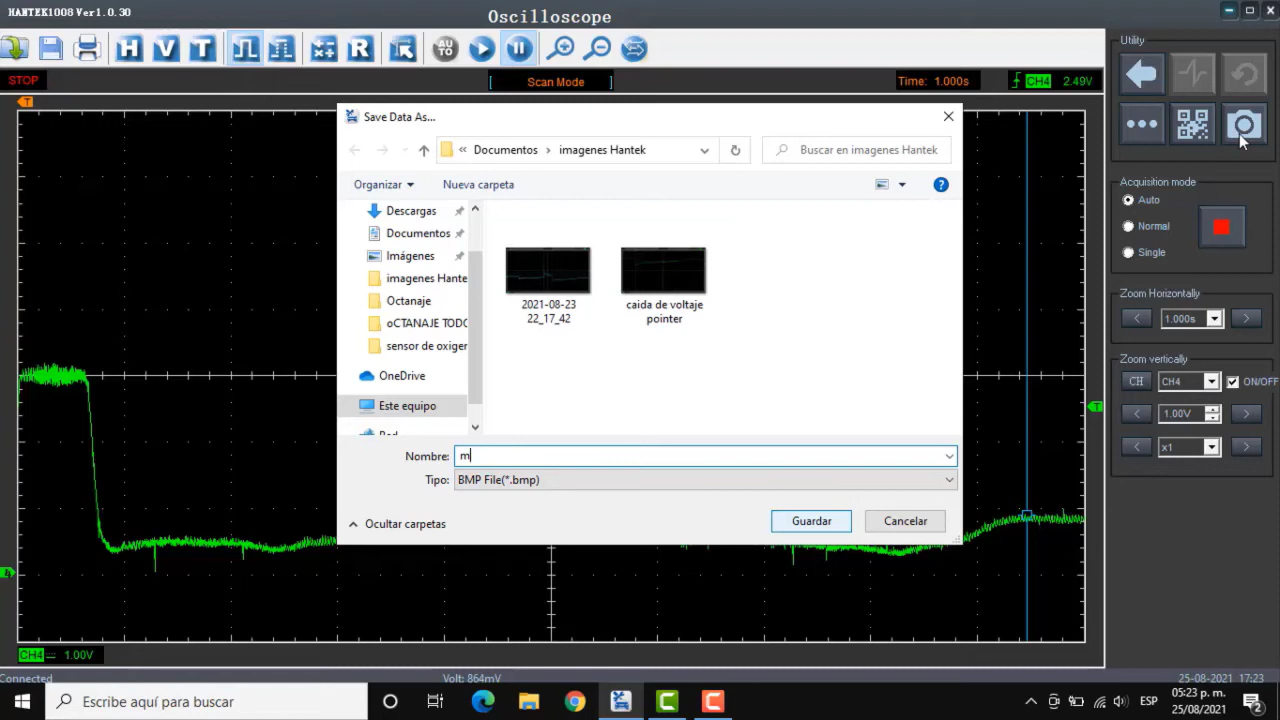 HANTEK1008 Ver1.0.30
Oscilloscope
H V T R AUTO
STOP
[ Scan Mode ]
Time: 1.000s
CH4 2.49V
T
Utility
Save Data As...
« Documentos › imagenes Hantek
Buscar en imagenes Hantek
Organizar
Nueva carpeta
?
Descargas
Documentos
Imágenes
imagenes Hante
Octanaje
oCTANAJE TODO
sensor de oxiger
OneDrive
Este equipo
Red
2021-08-23
22_17_42
caida de voltaje
pointer
Nombre: m
Tipo: BMP File(*.bmp)
Ocultar carpetas
Guardar
Cancelar
Acquisition mode
Auto
Normal
Single
Zoom Horizontally
< 1.000s >
Zoom vertically
CH CH4 ON/OFF
< 1.00V >
< x1 >
T
4
CH4 1.00V
Connected
Volt: 864mV
25-08-2021 17:23
Escribe aquí para buscar
C
C
ESP
05:23 p. m.
25/08/2021
2